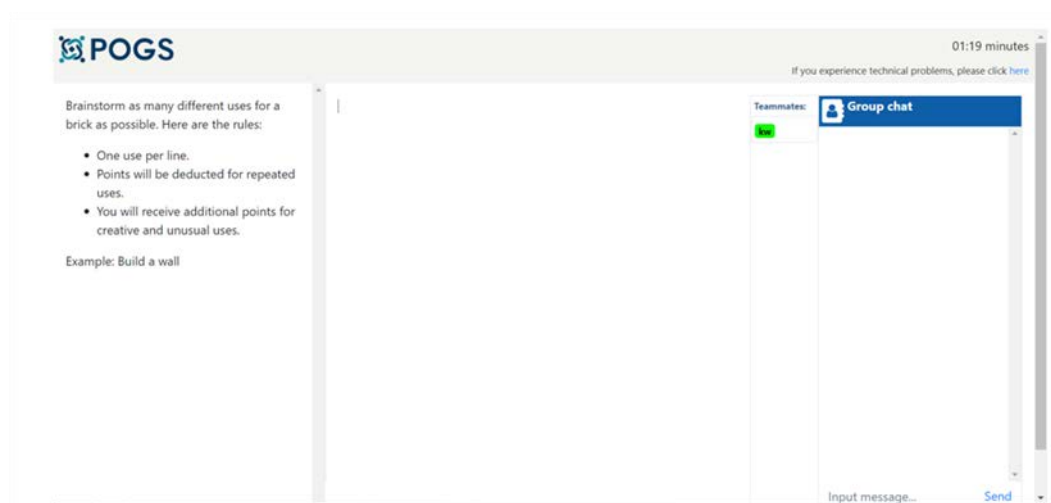 POGS
01:19 minutes
If you experience technical problems, please click here
Brainstorm as many different uses for a
brick as possible. Here are the rules:
• One use per line.
• Points will be deducted for repeated
uses.
• You will receive additional points for
creative and unusual uses.
Example: Build a wall
Teammates:
kw
Group chat
Input message...
Send